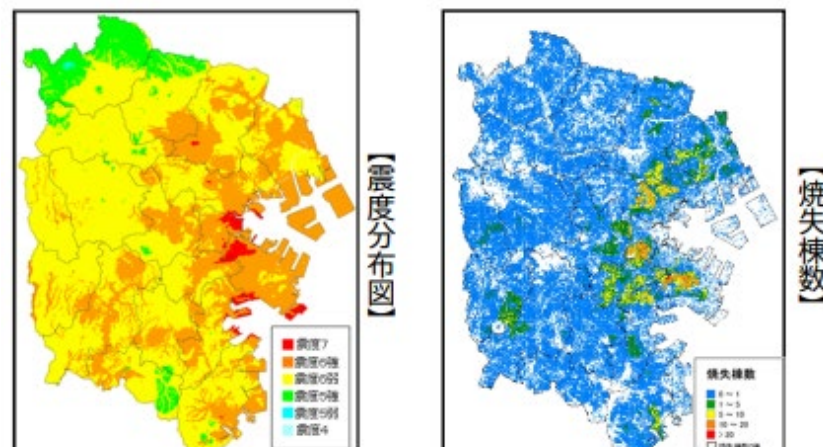 【震度分布図】
震度7
震度6強
震度6弱
震度5強
震度5弱
震度4
【焼失棟数】
焼失棟数
0～1
1～5
5～10
10～20
>20